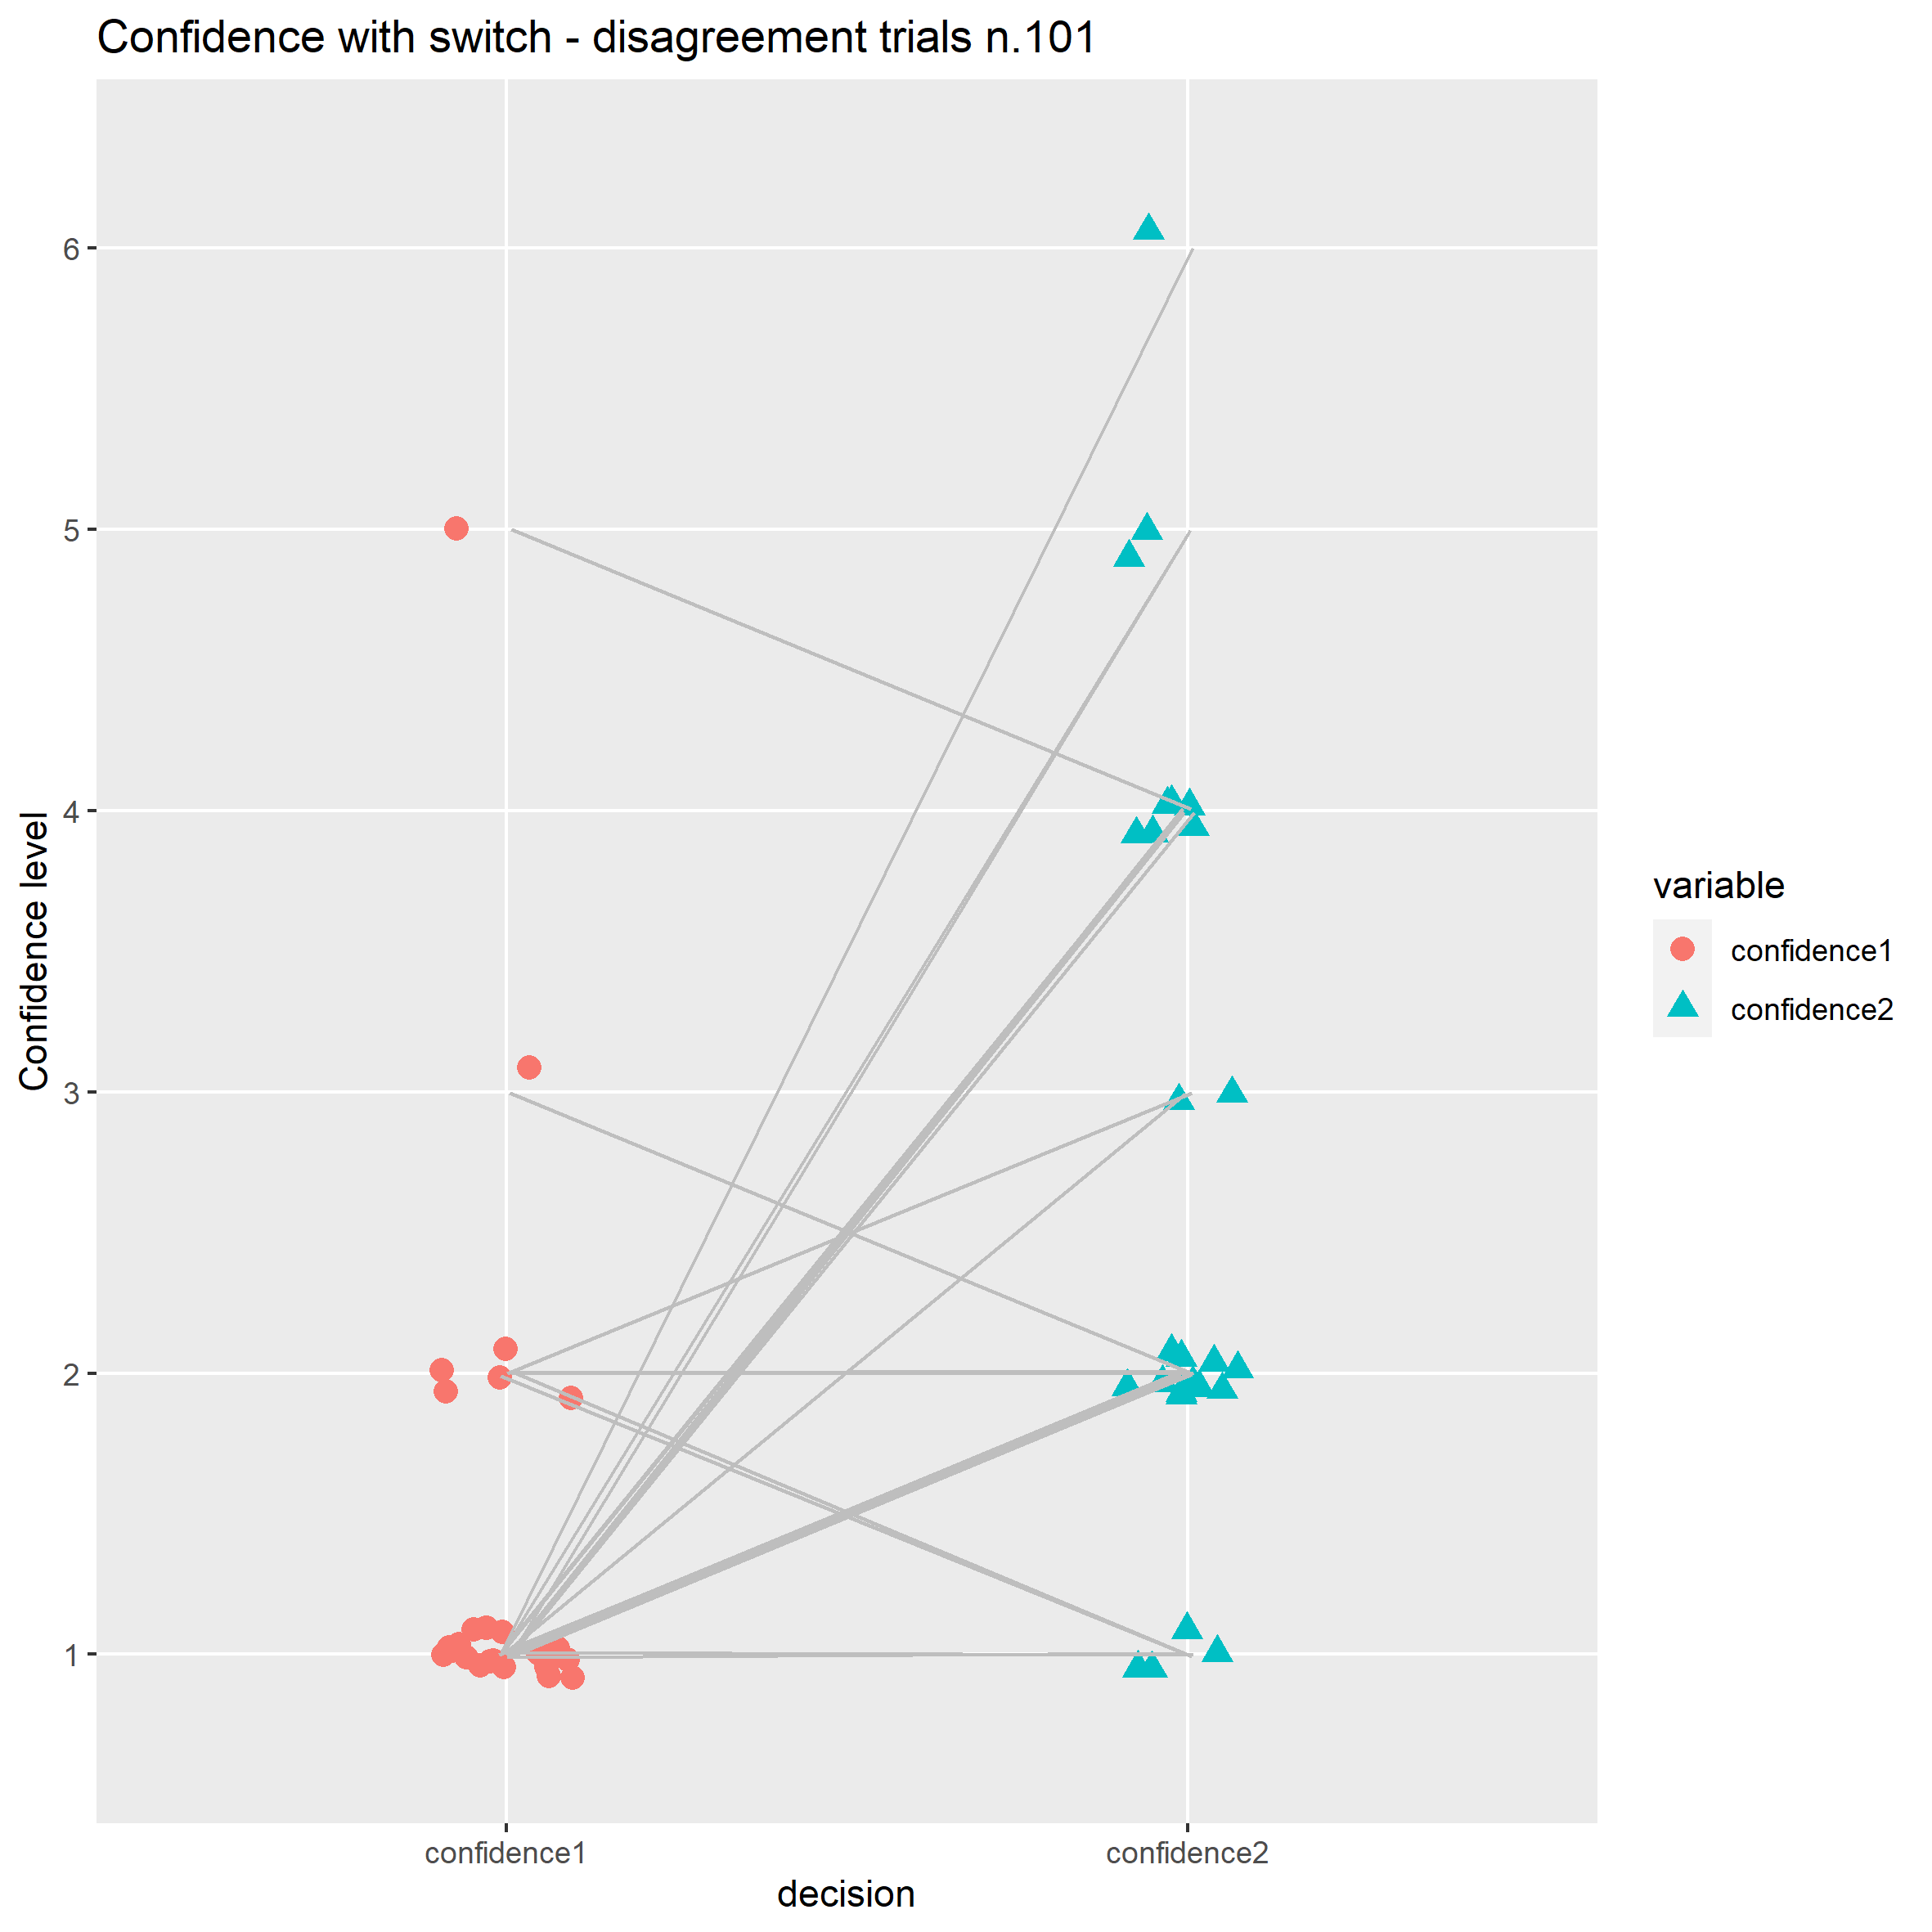 Confidence with switch - disagreement trials n.101
Confidence level
6
5
4
3
2
1
confidence1
confidence2
decision
variable
confidence1
confidence2